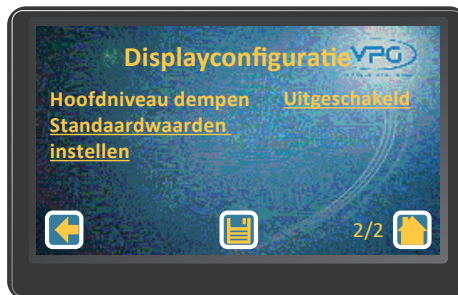 Displayconfiguratie VPG
Hoofdniveau dempen Uitgeschakeld
Standaardwaarden
instellen
2/2